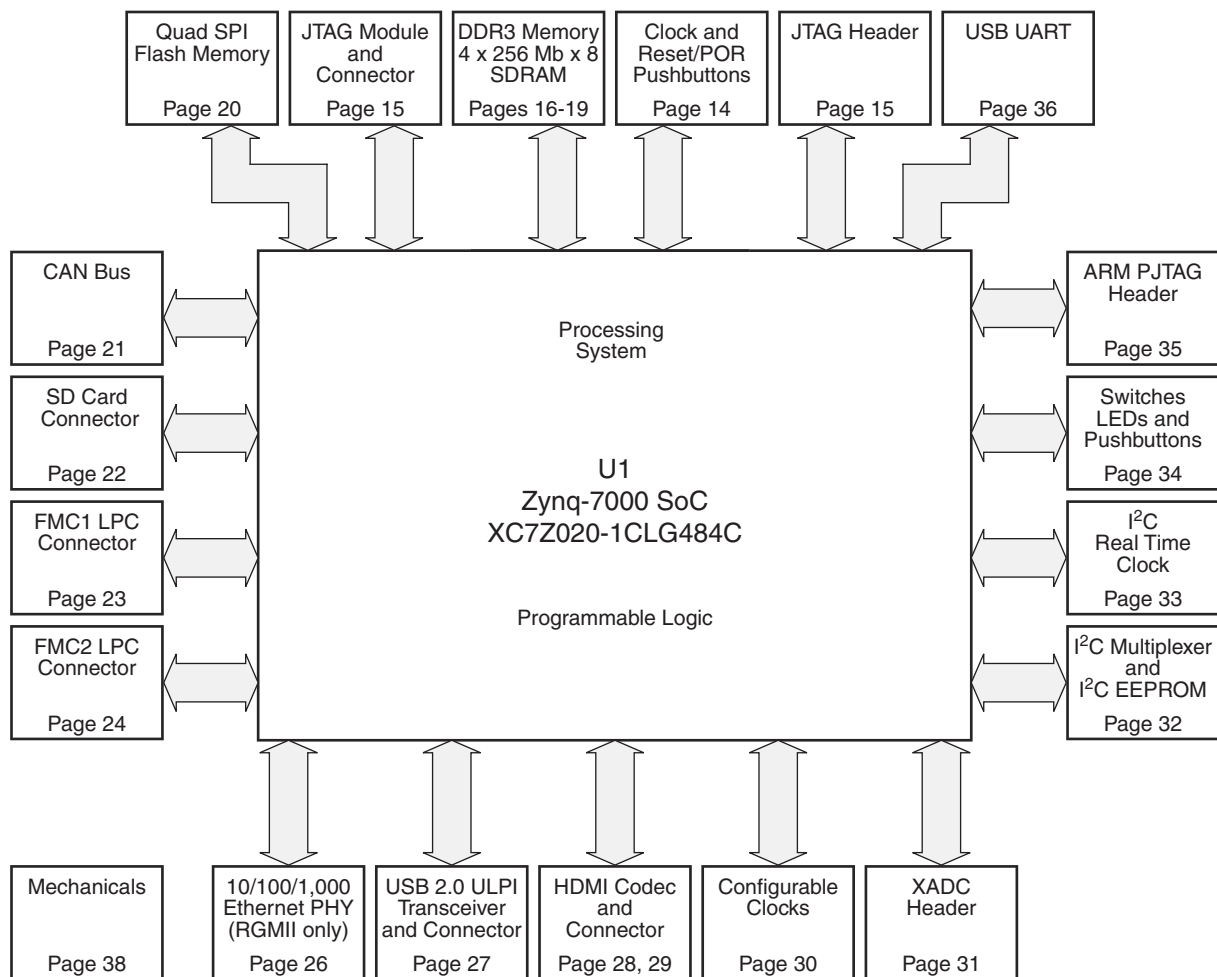 Quad SPI
Flash Memory
Page 20
JTAG Module
and
Connector
Page 15
DDR3 Memory
4 x 256 Mb x 8
SDRAM
Pages 16-19
Clock and
Reset/POR
Pushbuttons
Page 14
JTAG Header
Page 15
USB UART
Page 36
CAN Bus
Page 21
SD Card
Connector
Page 22
FMC1 LPC
Connector
Page 23
FMC2 LPC
Connector
Page 24
Processing
System
U1
Zynq-7000 SoC
XC7Z020-1CLG484C
Programmable Logic
ARM PJTAG
Header
Page 35
Switches
LEDs and
Pushbuttons
Page 34
I²C
Real Time
Clock
Page 33
I²C Multiplexer
and
I²C EEPROM
Page 32
Mechanicals
Page 38
10/100/1,000
Ethernet PHY
(RGMII only)
Page 26
USB 2.0 ULPI
Transceiver
and Connector
Page 27
HDMI Codec
and
Connector
Page 28, 29
Configurable
Clocks
Page 30
XADC
Header
Page 31